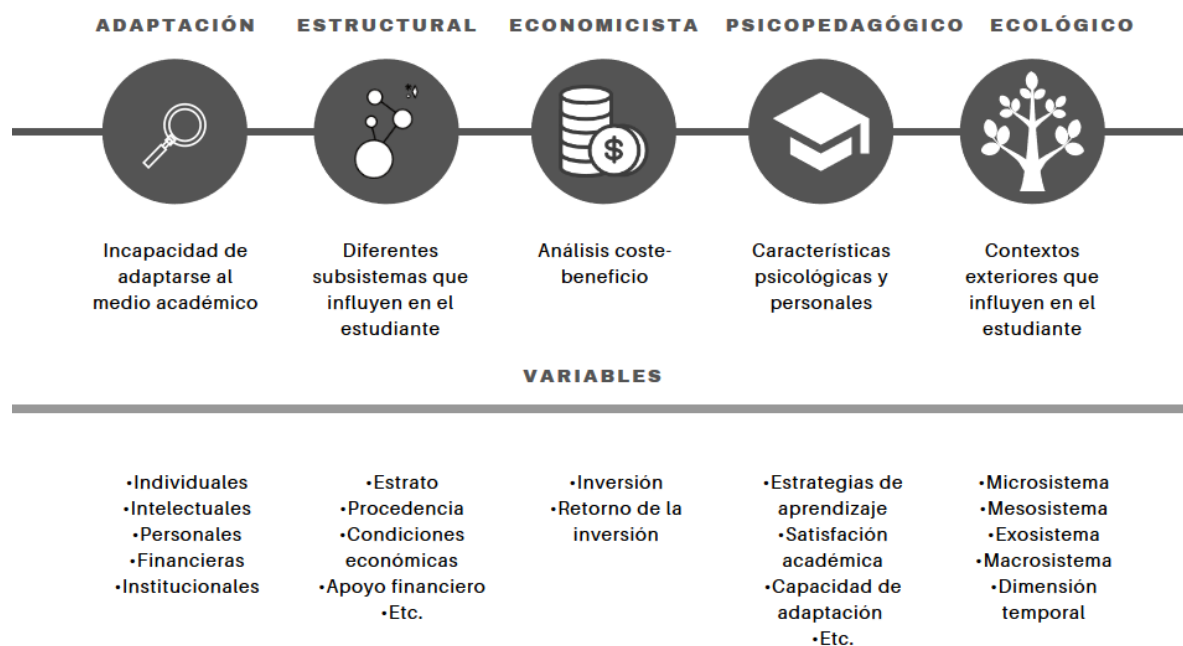 ADAPTACIÓN
ESTRUCTURAL
ECONOMICISTA
PSICOPEDAGÓGICO
ECOLÓGICO
$
Incapacidad de
adaptarse al
medio académico
Diferentes
subsistemas que
influyen en el
estudiante
Análisis coste-
beneficio
Características
psicológicas y
personales
Contextos
exteriores que
influyen en el
estudiante
VARIABLES
•Individuales
•Intelectuales
•Personales
•Financieras
•Institucionales
•Estrato
•Procedencia
•Condiciones
económicas
•Apoyo financiero
•Etc.
•Inversión
•Retorno de la
inversión
•Estrategias de
aprendizaje
•Satisfacción
académica
•Capacidad de
adaptación
•Etc.
•Microsistema
•Mesosistema
•Exosistema
•Macrosistema
•Dimensión
temporal